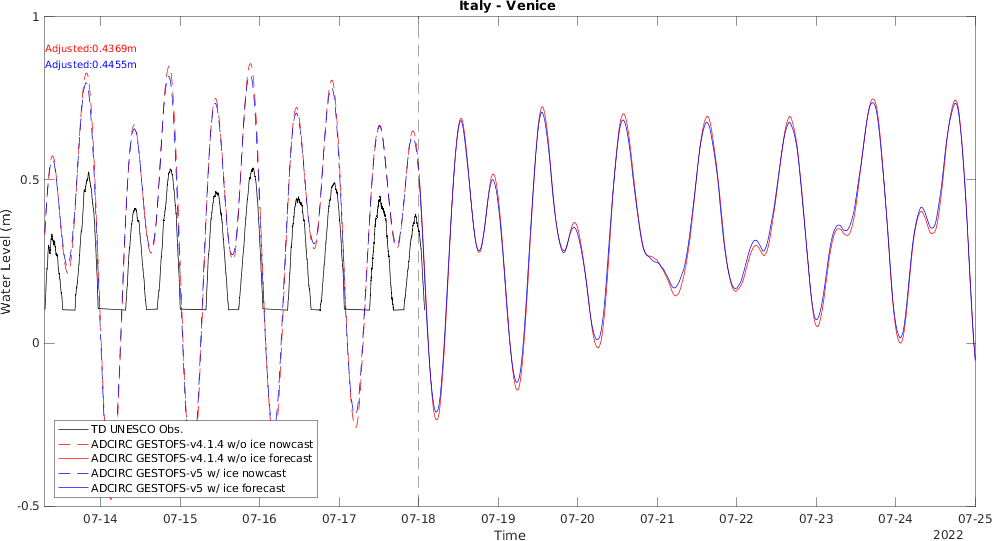 Italy - Venice
Adjusted:0.4369m
Adjusted:0.4455m
Water Level (m)
1
0.5
0
-0.5
TD UNESCO Obs.
ADCIRC GESTOFS-v4.1.4 w/o ice nowcast
ADCIRC GESTOFS-v4.1.4 w/o ice forecast
ADCIRC GESTOFS-v5 w/ ice nowcast
ADCIRC GESTOFS-v5 w/ ice forecast
07-14 07-15 07-16 07-17 07-18 07-19 07-20 07-21 07-22 07-23 07-24 07-25
Time
2022